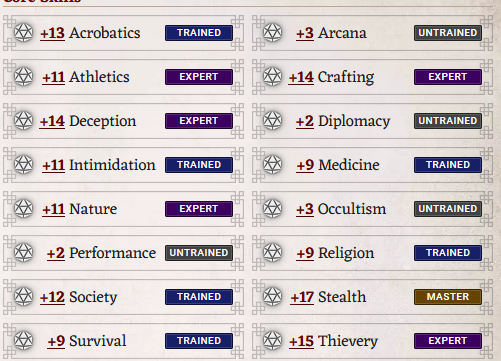 Core Skills
+13 Acrobatics TRAINED
+3 Arcana UNTRAINED
+11 Athletics EXPERT
+14 Crafting EXPERT
+14 Deception EXPERT
+2 Diplomacy UNTRAINED
+11 Intimidation TRAINED
+9 Medicine TRAINED
+11 Nature EXPERT
+3 Occultism UNTRAINED
+2 Performance UNTRAINED
+9 Religion TRAINED
+12 Society TRAINED
+17 Stealth MASTER
+9 Survival TRAINED
+15 Thievery EXPERT